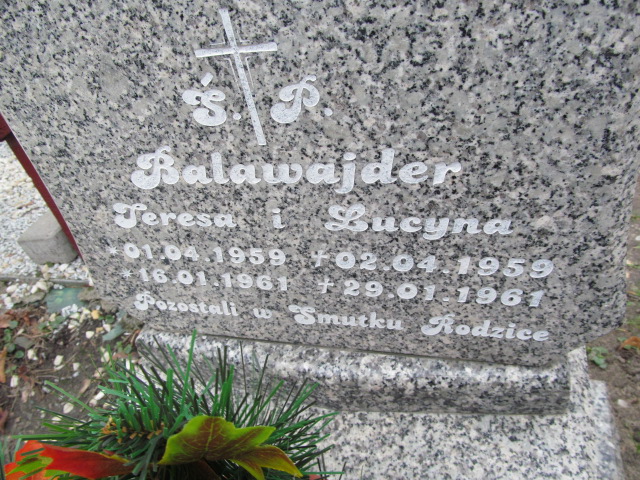 Ś. P.
Balawajder
Teresa i Lucyna
*01.04.1959 +02.04.1959
*16.01.1961 +29.01.1961
Pozostali w Smutku Rodzice